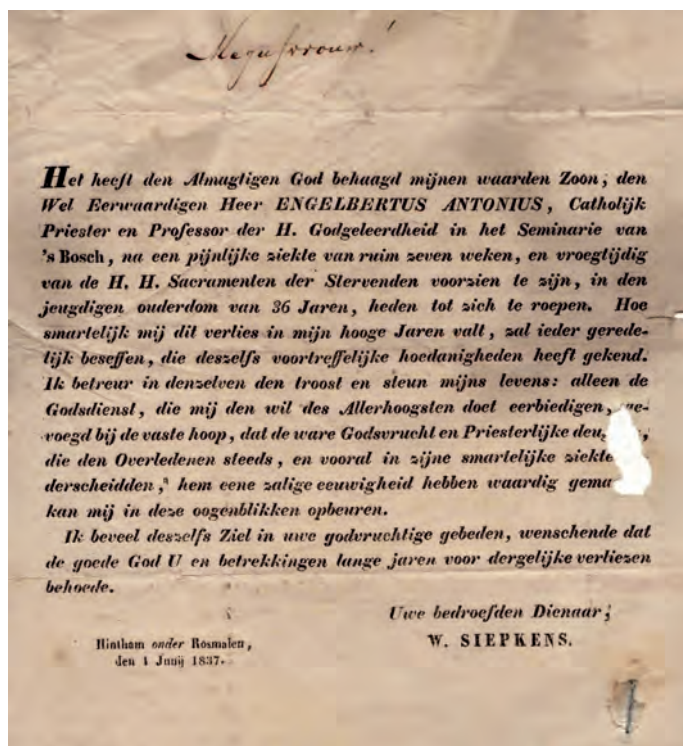 Mejufvrouw!
Het heeft den Almagtigen God behaagd mijnen waarden Zoon, den
Wel Eerwaardigen Heer ENGELBERTUS ANTONIUS, Catholijk
Priester en Professor der H. Godgeleerdheid in het Seminarie van
's Bosch, na een pijnlijke ziekte van ruim zeven weken, en vroegtijdig
van de H. H. Sacramenten der Stervenden voorzien te zijn, in den
jeugdigen ouderdom van 36 Jaren, heden tot zich te roepen. Hoe
smartelijk mij dit verlies in mijn hooge Jaren valt, zal ieder gerede-
lijk beseffen, die deszelfs voortreffelijke hoedanigheden heeft gekend.
Ik betreur in denzelven den troost en steun mijns levens: alleen de
Godsdienst, die mij den wil des Allerhoogsten doet eerbiedigen,
voegd bij de vaste hoop, dat de ware Godsvrucht en Priesterlijke
die den Overledenen steeds, en vooral in zijne smartelijke ziekte
derscheidden, hem eene zalige eeuwigheid hebben waardig gema
kan mij in deze oogenblikken opbeuren.
Ik beveel deszelfs Ziel in uwe godvruchtige gebeden, wenschende dat
de goede God U en betrekkingen lange jaren voor dergelijke verliezen
behoede.
Uwe bedroefden Dienaar,
W. SIEPKENS.
Hintham onder Rosmalen,
den 1 Junij 1837.